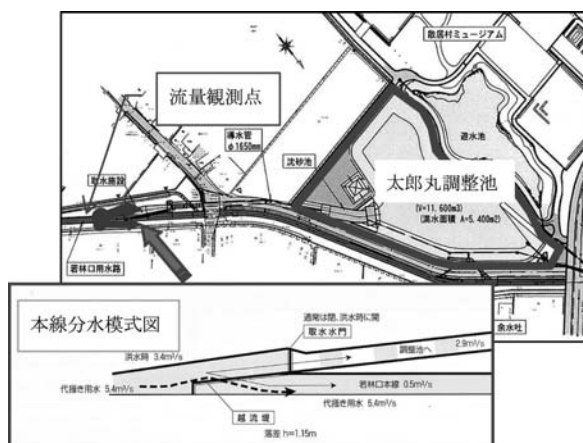 散居村ミュージアム
流量観測点
導水管
φ1650mm
沈砂池
遊水池
取水施設
太郎丸調整池
(V=11.600m3)
(満水面積 A=5.400m2)
若林口用水路
余水吐
本線分水模式図
通常は閉、洪水時に開
取水水門
洪水時 3.4m³/s
調整池へ
2.9m³/s
代掻き用水 5.4m³/s
若林口本線 0.5m³/s
代掻き用水 5.4m³/s
越流堤
落差 h=1.15m